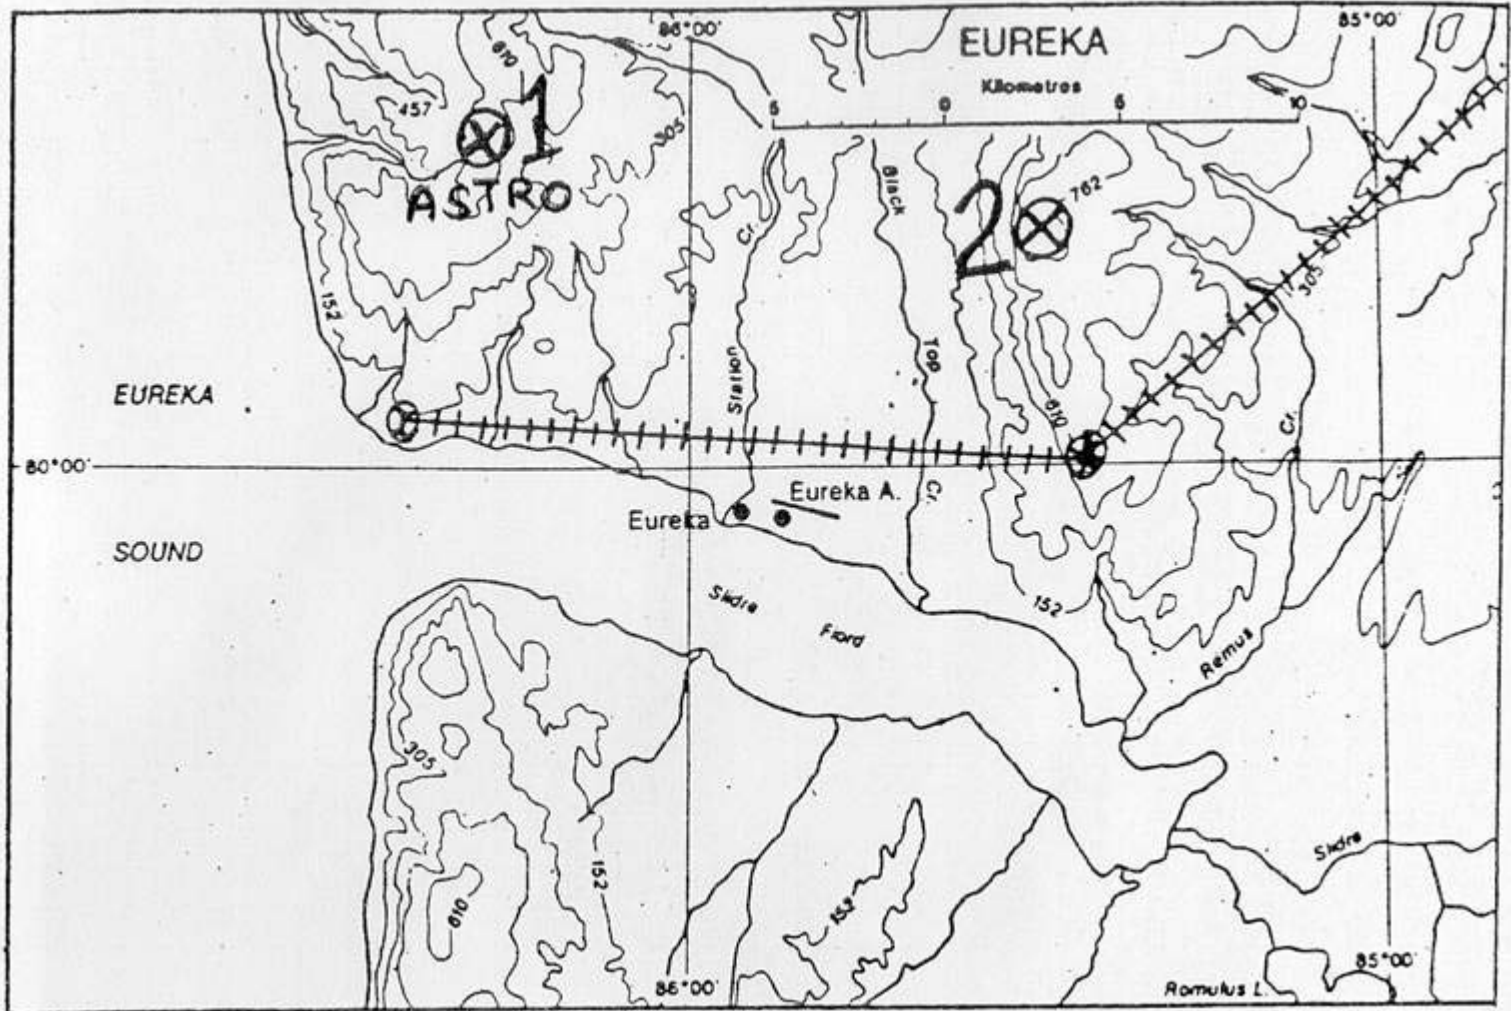 86°00'
85°00'
EUREKA
Kilometres
5 0 5 10
610
457
1
ASTRO
305
Black
2
762
Cr.
152
305
Station
Top
EUREKA
610
Cr.
80°00'
Eureka A.
Cr.
Eureka
SOUND
Slidre
Fiord
152
Remus
305
152
610
152
Slidre
86°00'
85°00'
Romulus L.